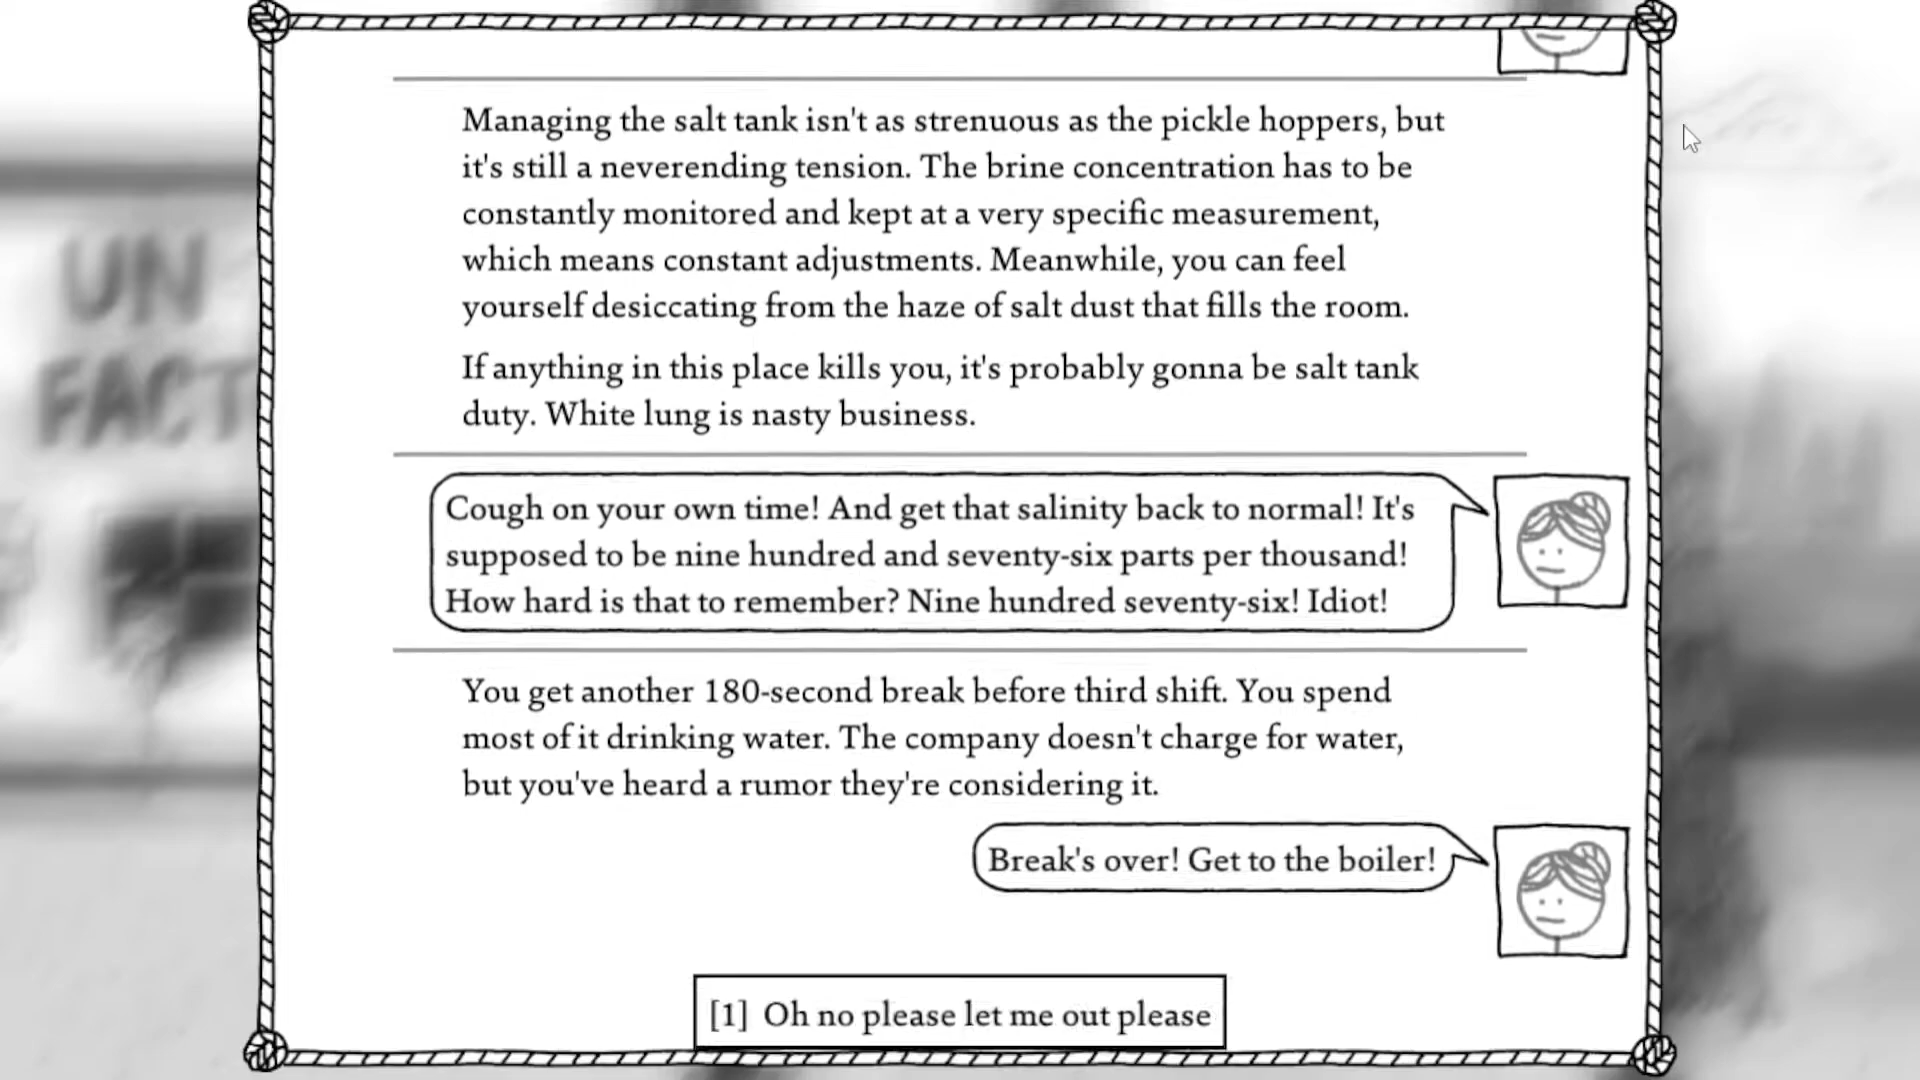 Managing the salt tank isn't as strenuous as the pickle hoppers, but
it's still a neverending tension. The brine concentration has to be
constantly monitored and kept at a very specific measurement,
which means constant adjustments. Meanwhile, you can feel
yourself desiccating from the haze of salt dust that fills the room.
If anything in this place kills you, it's probably gonna be salt tank
duty. White lung is nasty business.
UN
FACT
Cough on your own time! And get that salinity back to normal! It's
supposed to be nine hundred and seventy-six parts per thousand!
How hard is that to remember? Nine hundred seventy-six! Idiot!
You get another 180-second break before third shift. You spend
most of it drinking water. The company doesn't charge for water,
but you've heard a rumor they're considering it.
Break's over! Get to the boiler!
[1] Oh no please let me out please